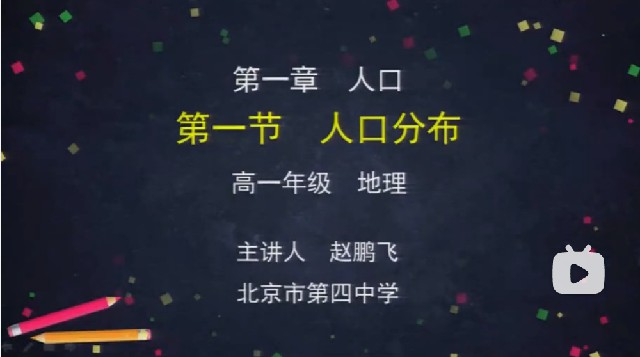 第一章　人口
第一节　人口分布
高一年级　地理
主讲人　赵鹏飞
北京市第四中学